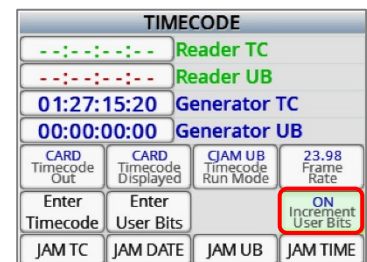 TIMECODE
--:--:--:-- Reader TC
--:--:--:-- Reader UB
01:27:15:20 Generator TC
00:00:00:00 Generator UB
CARD CARD CJAM UB 23.98
Timecode Timecode Timecode Frame
Out Displayed Run Mode Rate
Enter Enter ON
Timecode User Bits Increment
User Bits
JAM TC JAM DATE JAM UB JAM TIME